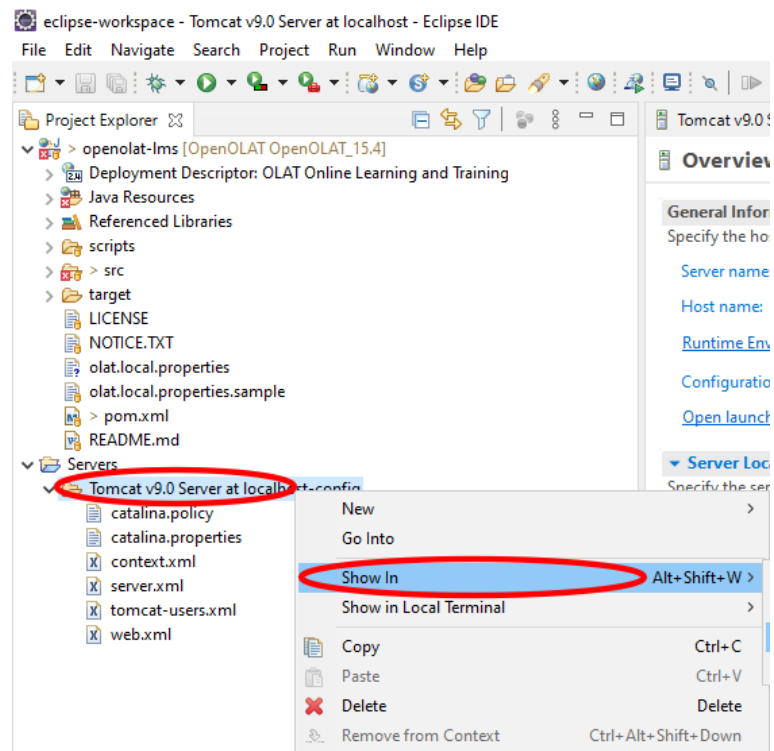 eclipse-workspace - Tomcat v9.0 Server at localhost - Eclipse IDE
File Edit Navigate Search Project Run Window Help
Project Explorer
openolat-lms [OpenOLAT OpenOLAT_15.4]
Deployment Descriptor: OLAT Online Learning and Training
Java Resources
Referenced Libraries
scripts
> src
target
LICENSE
NOTICE.TXT
olat.local.properties
olat.local.properties.sample
> pom.xml
README.md
Servers
Tomcat v9.0 Server at localhost-config
catalina.policy
catalina.properties
context.xml
server.xml
tomcat-users.xml
web.xml
Tomcat v9.0 S
Overview
General Infor
Specify the ho
Server name
Host name:
Runtime Env
Configuratio
Open launch
Server Loc
Specify the ser
New
Go Into
Show In Alt+Shift+W
Show in Local Terminal
Copy Ctrl+C
Paste Ctrl+V
Delete Delete
Remove from Context Ctrl+Alt+Shift+Down